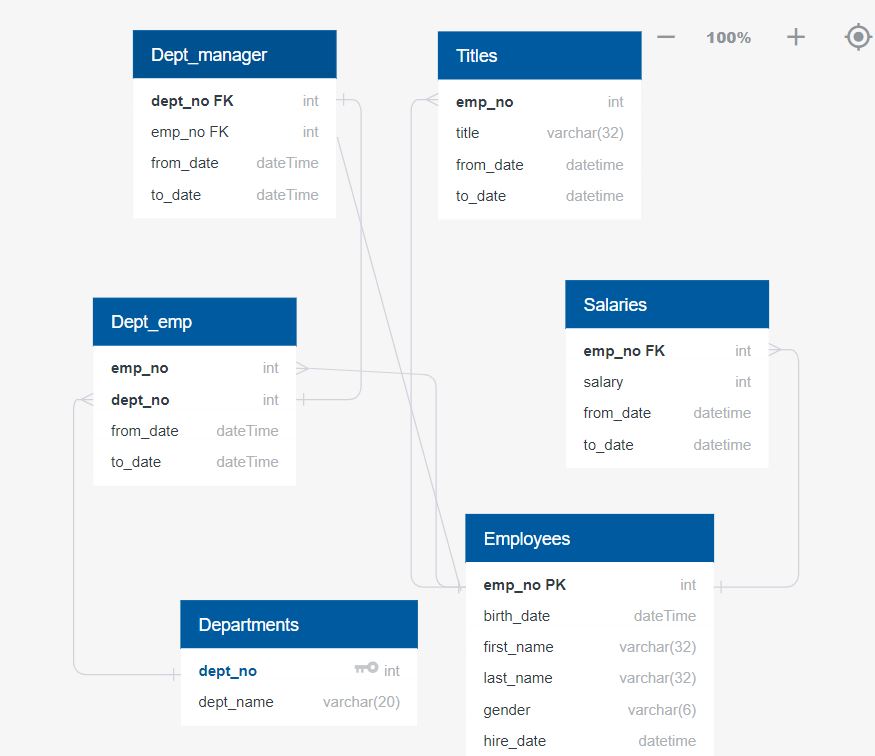 Dept_manager
dept_no FK int
emp_no FK int
from_date dateTime
to_date dateTime
Titles
emp_no int
title varchar(32)
from_date datetime
to_date datetime
100%
Dept_emp
emp_no int
dept_no int
from_date dateTime
to_date dateTime
Salaries
emp_no FK int
salary int
from_date datetime
to_date datetime
Employees
emp_no PK int
birth_date dateTime
first_name varchar(32)
last_name varchar(32)
gender varchar(6)
hire_date datetime
Departments
dept_no int
dept_name varchar(20)